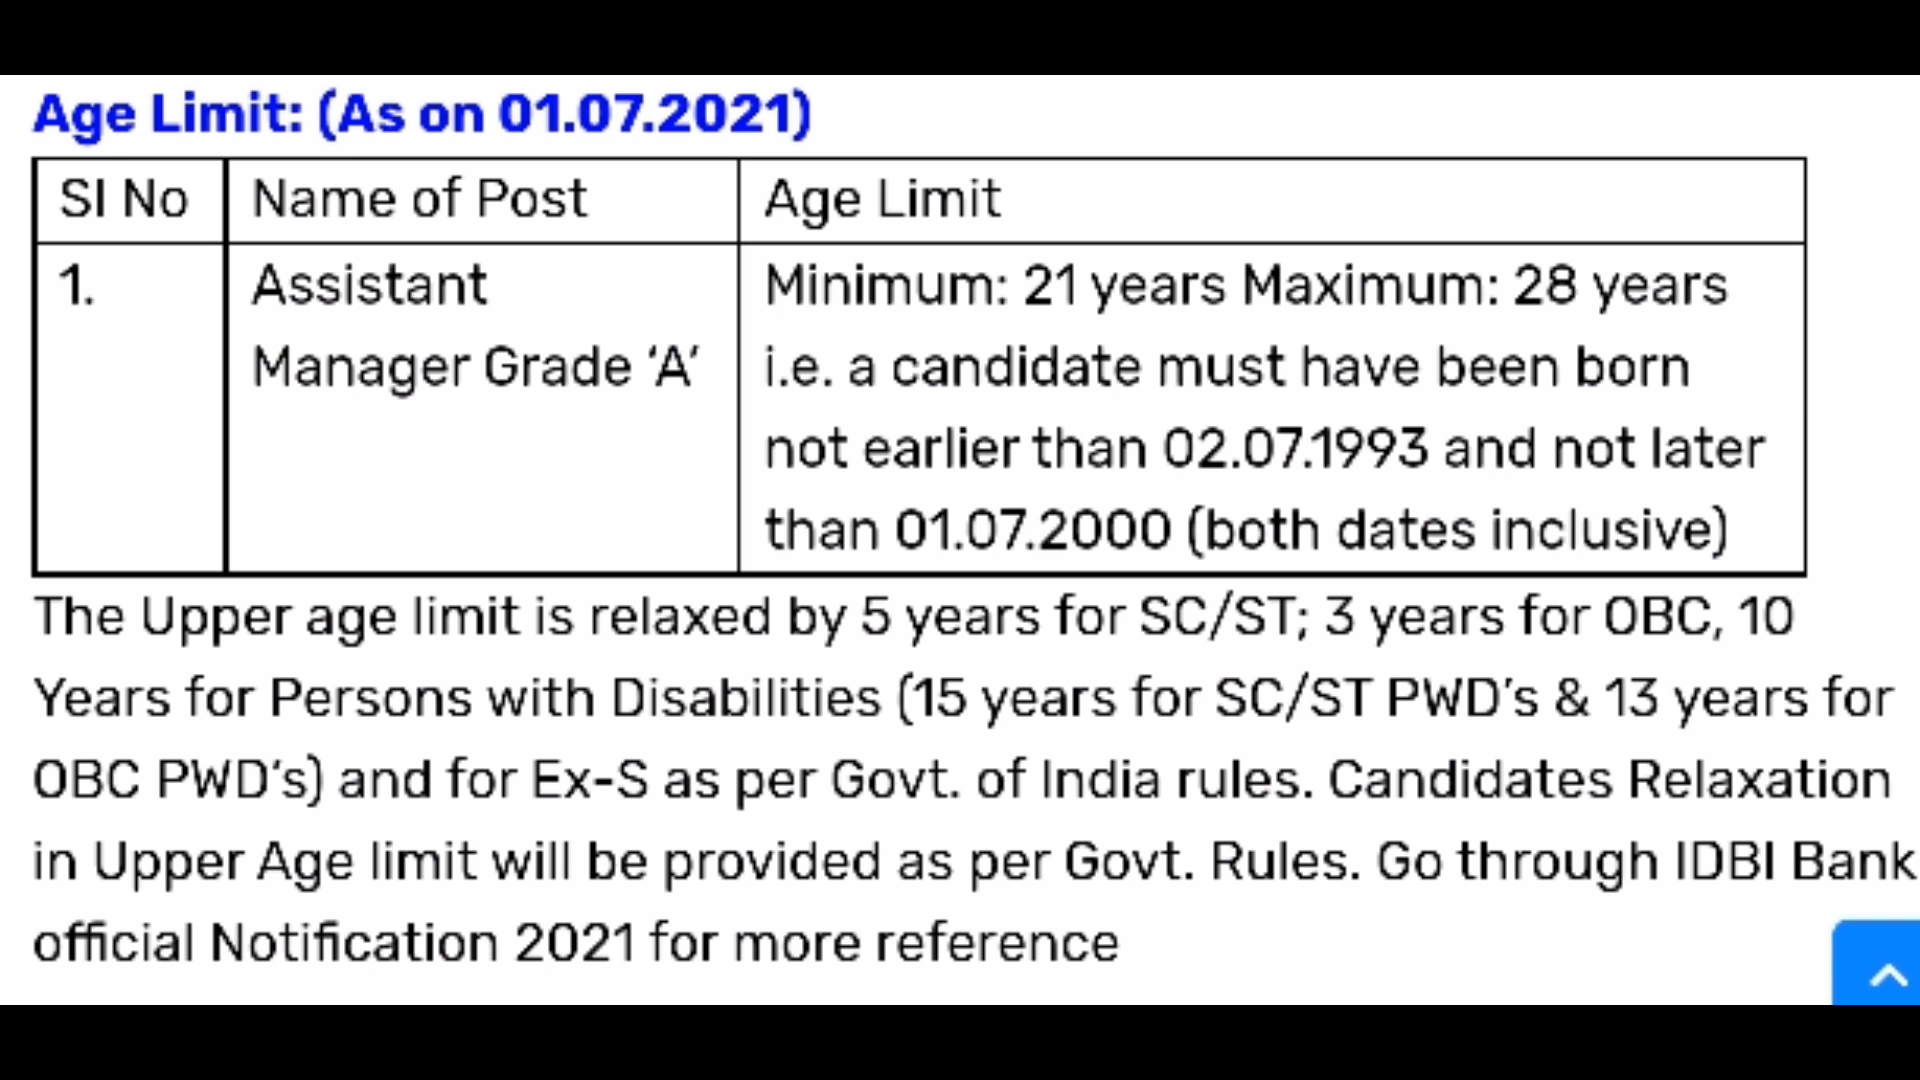 Age Limit: (As on 01.07.2021)
SI No Name of Post Age Limit
1. Assistant Minimum: 21 years Maximum: 28 years
Manager Grade ‘A’ i.e. a candidate must have been born
not earlier than 02.07.1993 and not later
than 01.07.2000 (both dates inclusive)
The Upper age limit is relaxed by 5 years for SC/ST; 3 years for OBC, 10
Years for Persons with Disabilities (15 years for SC/ST PWD’s & 13 years for
OBC PWD’s) and for Ex-S as per Govt. of India rules. Candidates Relaxation
in Upper Age limit will be provided as per Govt. Rules. Go through IDBI Bank
official Notification 2021 for more reference